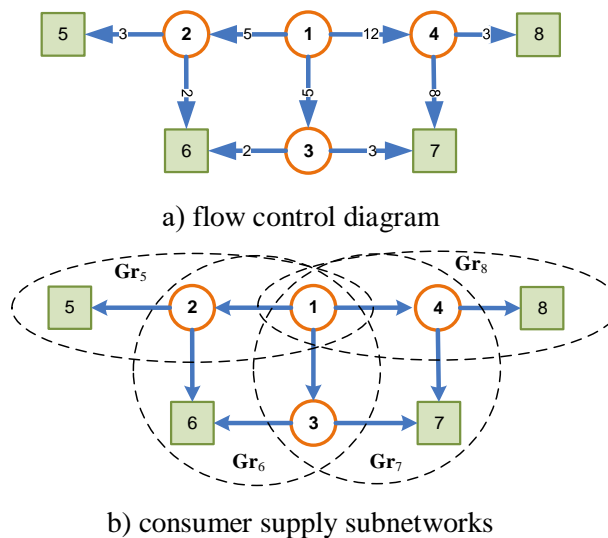 5 3 2 5 1 12 4 3 8
2 5 8
6 2 3 3 7
a) flow control diagram
Gr5 Gr8
5 2 1 4 8
6 3 7
Gr6 Gr7
b) consumer supply subnetworks